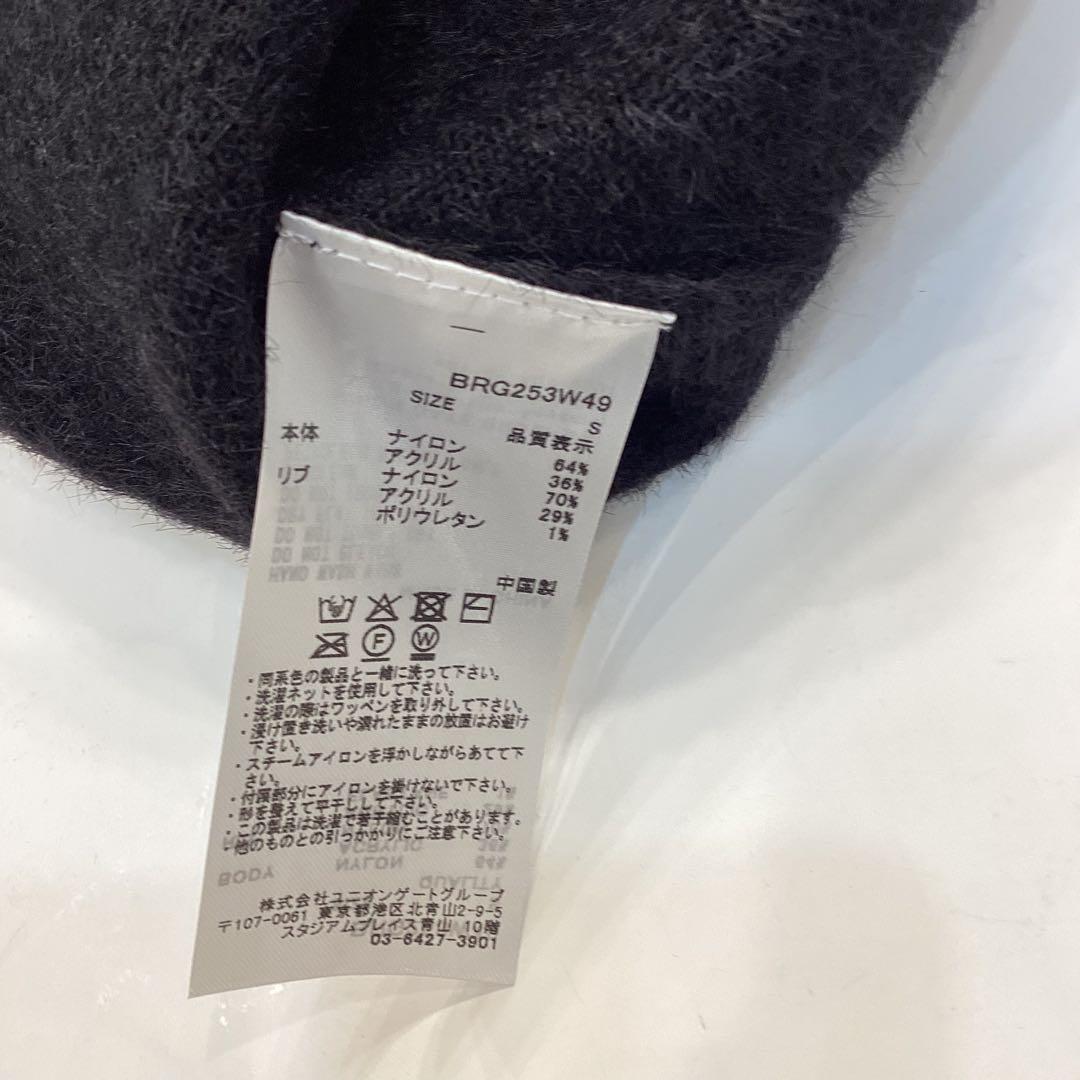 BRG253W49
SIZE S
品質表示
本体 ナイロン 64%
アクリル 36%
リブ ナイロン 70%
アクリル 29%
ポリウレタン 1%
中国製
F W
・同系色の製品と一緒に洗って下さい。
・洗濯ネットを使用して下さい。
・洗濯の際はワッペンを取り外して下さい。
・浸け置き洗いや濡れたままの放置はお避け
下さい。
・スチームアイロンを浮かしながらあてて下
さい。
・付属部分にアイロンを掛けないで下さい。
・形を整えて平干しして下さい。
・この製品は洗濯で若干縮むことがあります。
・他のものとの引っかかりにご注意下さい。
株式会社ユニオンゲートグループ
〒107-0061 東京都港区北青山2-9-5
スタジアムプレイス青山 10階
03-6427-3901
BODY NYLON 64%
ACRYLIC 36%
QUALITY